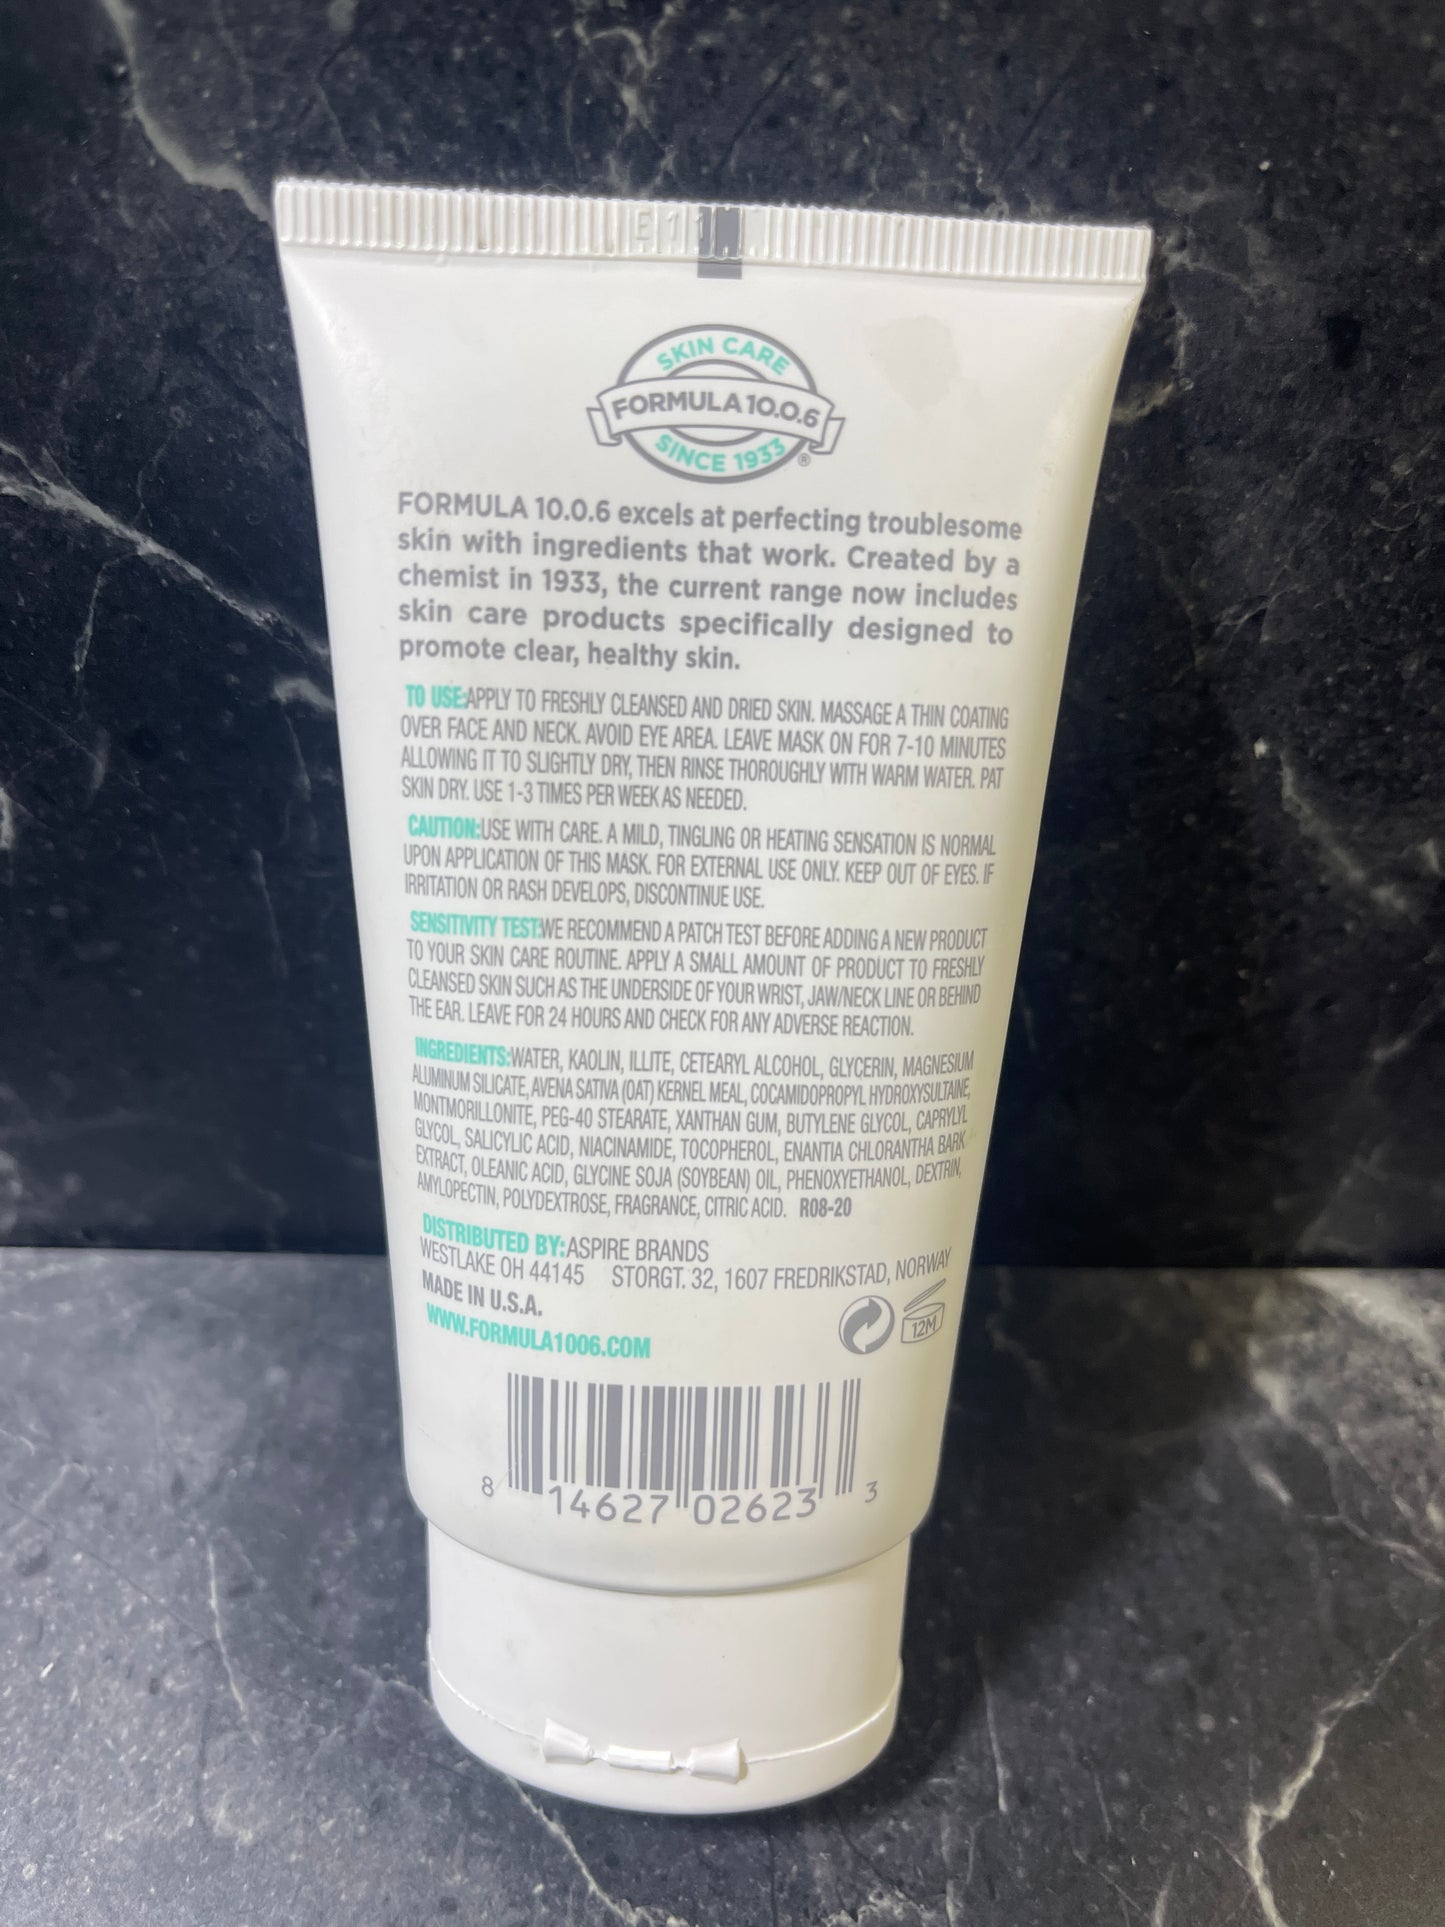 E11
SKIN CARE
FORMULA 10.0.6
SINCE 1933
®
FORMULA 10.0.6 excels at perfecting troublesome
skin with ingredients that work. Created by a
chemist in 1933, the current range now includes
skin care products specifically designed to
promote clear, healthy skin.
TO USE:APPLY TO FRESHLY CLEANSED AND DRIED SKIN. MASSAGE A THIN COATING
OVER FACE AND NECK. AVOID EYE AREA. LEAVE MASK ON FOR 7-10 MINUTES
ALLOWING IT TO SLIGHTLY DRY, THEN RINSE THOROUGHLY WITH WARM WATER. PAT
SKIN DRY. USE 1-3 TIMES PER WEEK AS NEEDED.
CAUTION:USE WITH CARE. A MILD, TINGLING OR HEATING SENSATION IS NORMAL
UPON APPLICATION OF THIS MASK. FOR EXTERNAL USE ONLY. KEEP OUT OF EYES. IF
IRRITATION OR RASH DEVELOPS, DISCONTINUE USE.
SENSITIVITY TEST:WE RECOMMEND A PATCH TEST BEFORE ADDING A NEW PRODUCT
TO YOUR SKIN CARE ROUTINE. APPLY A SMALL AMOUNT OF PRODUCT TO FRESHLY
CLEANSED SKIN SUCH AS THE UNDERSIDE OF YOUR WRIST, JAW/NECK LINE OR BEHIND
THE EAR. LEAVE FOR 24 HOURS AND CHECK FOR ANY ADVERSE REACTION.
INGREDIENTS:WATER, KAOLIN, ILLITE, CETEARYL ALCOHOL, GLYCERIN, MAGNESIUM
ALUMINUM SILICATE, AVENA SATIVA (OAT) KERNEL MEAL, COCAMIDOPROPYL HYDROXYSULTAINE,
MONTMORILLONITE, PEG-40 STEARATE, XANTHAN GUM, BUTYLENE GLYCOL, CAPRYLYL
GLYCOL, SALICYLIC ACID, NIACINAMIDE, TOCOPHEROL, ENANTIA CHLORANTHA BARK
EXTRACT, OLEANIC ACID, GLYCINE SOJA (SOYBEAN) OIL, PHENOXYETHANOL, DEXTRIN,
AMYLOPECTIN, POLYDEXTROSE, FRAGRANCE, CITRIC ACID. R08-20
DISTRIBUTED BY:ASPIRE BRANDS
WESTLAKE OH 44145 STORGT. 32, 1607 FREDRIKSTAD, NORWAY
MADE IN U.S.A.
WWW.FORMULA1006.COM
12M
8 14627 02623 3